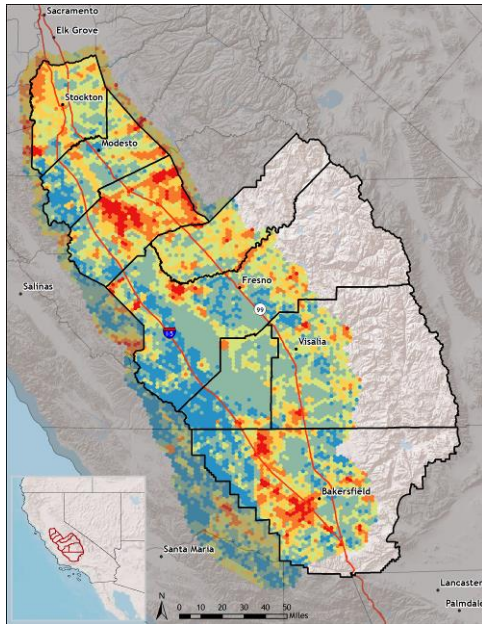 Sacramento
Elk Grove
Stockton
Modesto
Salinas
Fresno
99
Visalia
Bakersfield
Santa Maria
Lancaster
Palmdale
N
0 5 10 20 30 40 50
Miles